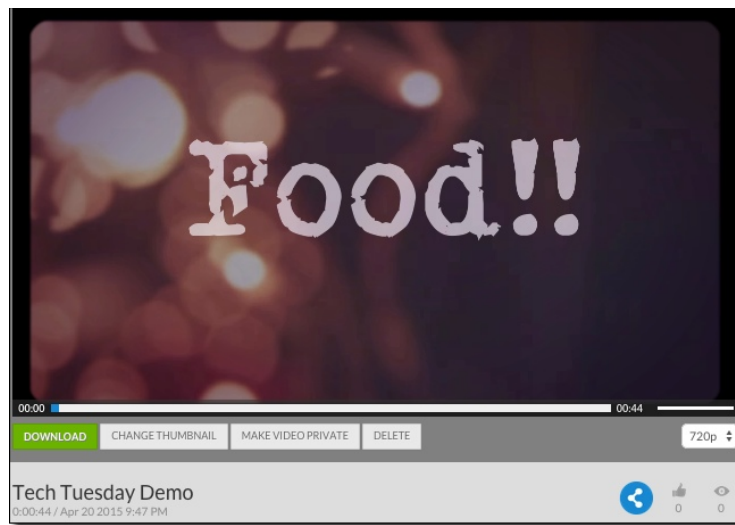 Food!!
00:00 00:44
DOWNLOAD CHANGE THUMBNAIL MAKE VIDEO PRIVATE DELETE 720p
Tech Tuesday Demo
0:00:44 / Apr 20 2015 9:47 PM
0 0